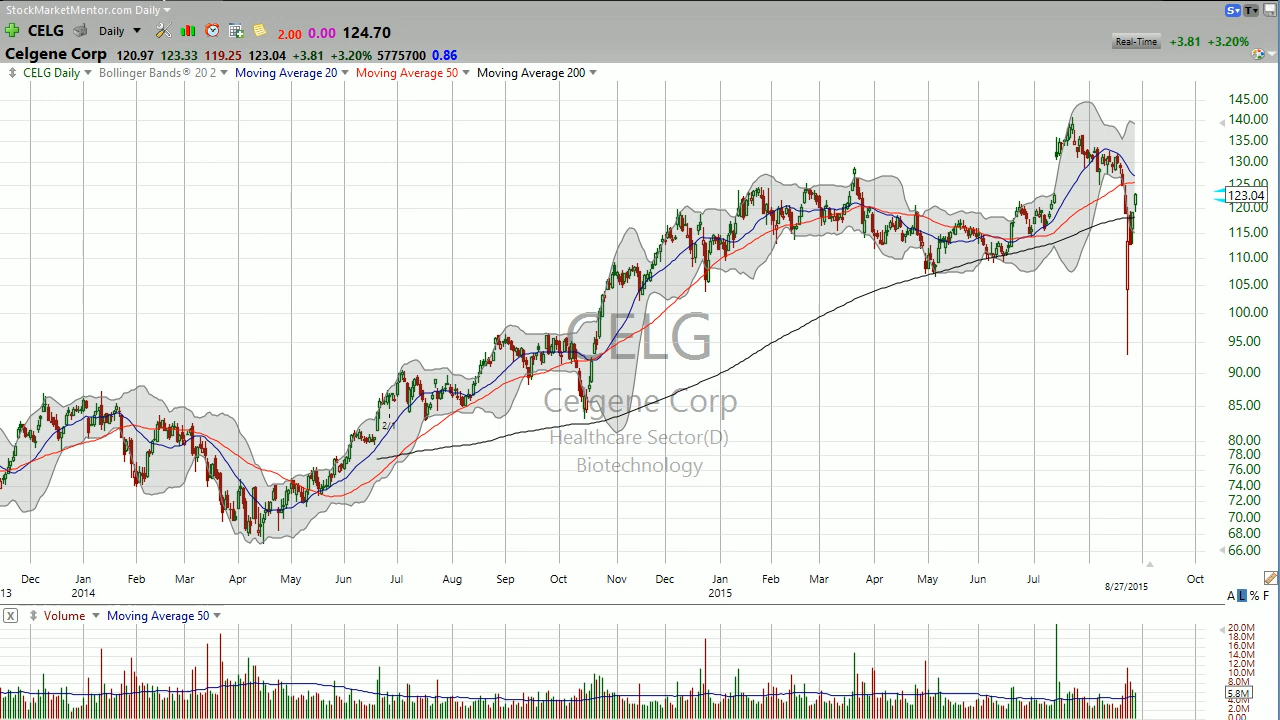 StockMarketMentor.com Daily
S T
CELG Daily 2.00 0.00 124.70
Real-Time +3.81 +3.20%
Celgene Corp 120.97 123.33 119.25 123.04 +3.81 +3.20% 5775700 0.86
CELG Daily Bollinger Bands® 20 2 Moving Average 20 Moving Average 50 Moving Average 200
145.00
140.00
135.00
130.00
125.00
123.04
120.00
115.00
110.00
105.00
100.00
95.00
90.00
85.00
80.00
78.00
76.00
74.00
72.00
70.00
68.00
66.00
CELG
Celgene Corp
Healthcare Sector(D)
Biotechnology
2/1
Dec Jan Feb Mar Apr May Jun Jul Aug Sep Oct Nov Dec Jan Feb Mar Apr May Jun Jul Oct
13 2014 2015 8/27/2015
A L % F
X Volume Moving Average 50
20.0M
18.0M
16.0M
14.0M
12.0M
10.0M
8.0M
5.8M
4.0M
2.0M
0.00